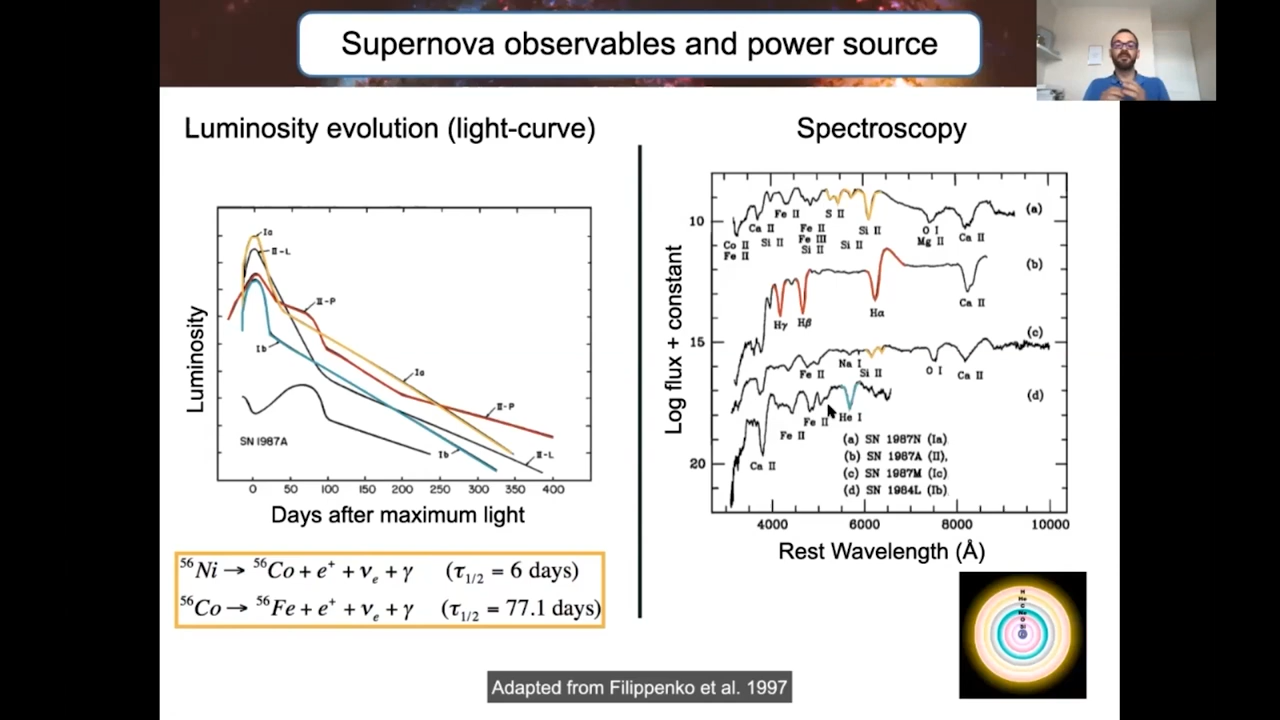 Supernova observables and power source
Luminosity evolution (light-curve)
Luminosity
Ia
II-L
II-P
Ib
Ia
II-P
SN 1987A
Ib
II-L
0 50 100 150 200 250 300 350 400
Days after maximum light
⁵⁶Ni → ⁵⁶Co + e⁺ + νₑ + γ (τ₁/₂ = 6 days)
⁵⁶Co → ⁵⁶Fe + e⁺ + νₑ + γ (τ₁/₂ = 77.1 days)
Spectroscopy
Log flux + constant
10
15
20
(a)
Fe II
S II
Ca II
Fe II
Si II
O I
Ca II
Co II
Si II
Fe III
Si II
Mg II
Fe II
Si II
(b)
Ca II
Hγ
Hβ
Hα
(c)
Na I
Fe II
Si II
O I
Ca II
(d)
Fe II
He I
Fe II
Ca II
(a) SN 1987N (Ia)
(b) SN 1987A (II),
(c) SN 1987M (Ic)
(d) SN 1984L (Ib)
4000 6000 8000 10000
Rest Wavelength (Å)
H
He
C
O
Si
Adapted from Filippenko et al. 1997